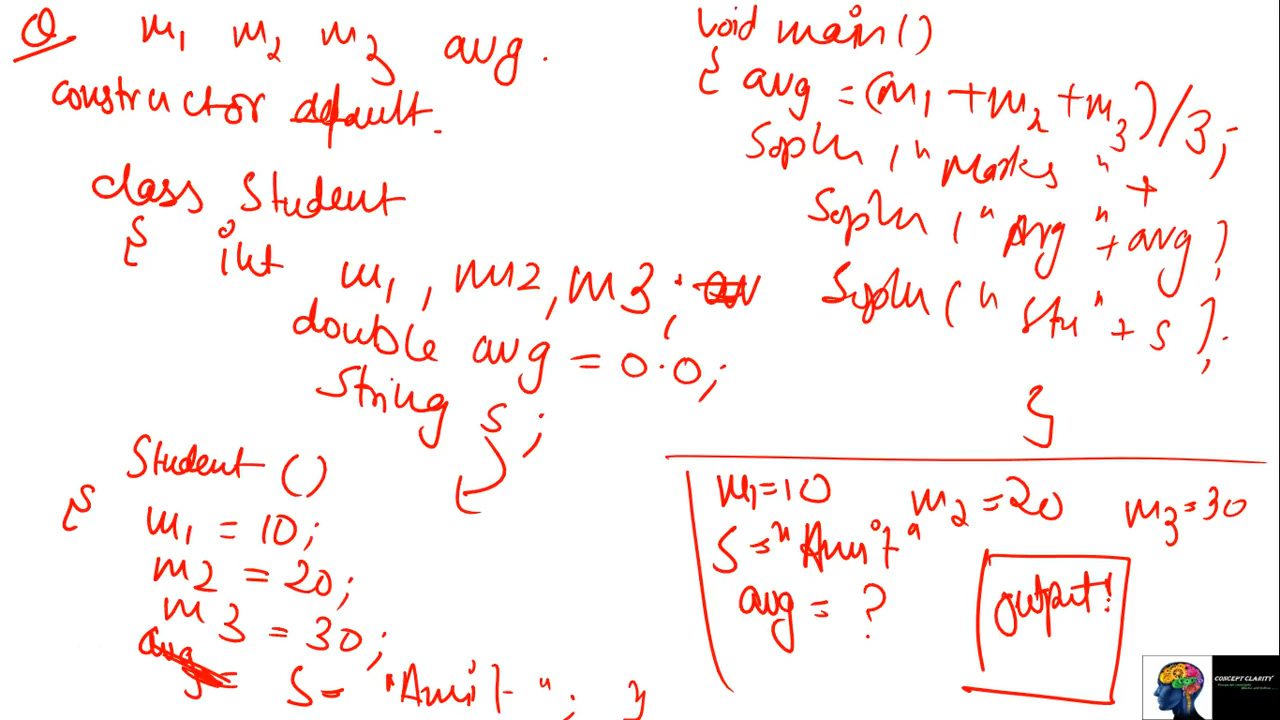 Q m1 m2 m3 avg.
constructor default.
class Student
{ int m1, m2, m3;
double avg = 0.0;
String s;
Student ()
{ m1 = 10;
m2 = 20;
m3 = 30;
S = "Amit"; }
void main()
{ avg = (m1 + m2 + m3)/3;
Sopln ( " Marks " +
Sopln ( " Avg " + avg );
Sopln ( " Stu " + s );
}
m1=10 m2 = 20 m3=30
S = "Amit"
avg = ?
output!
CONCEPT CLARITY